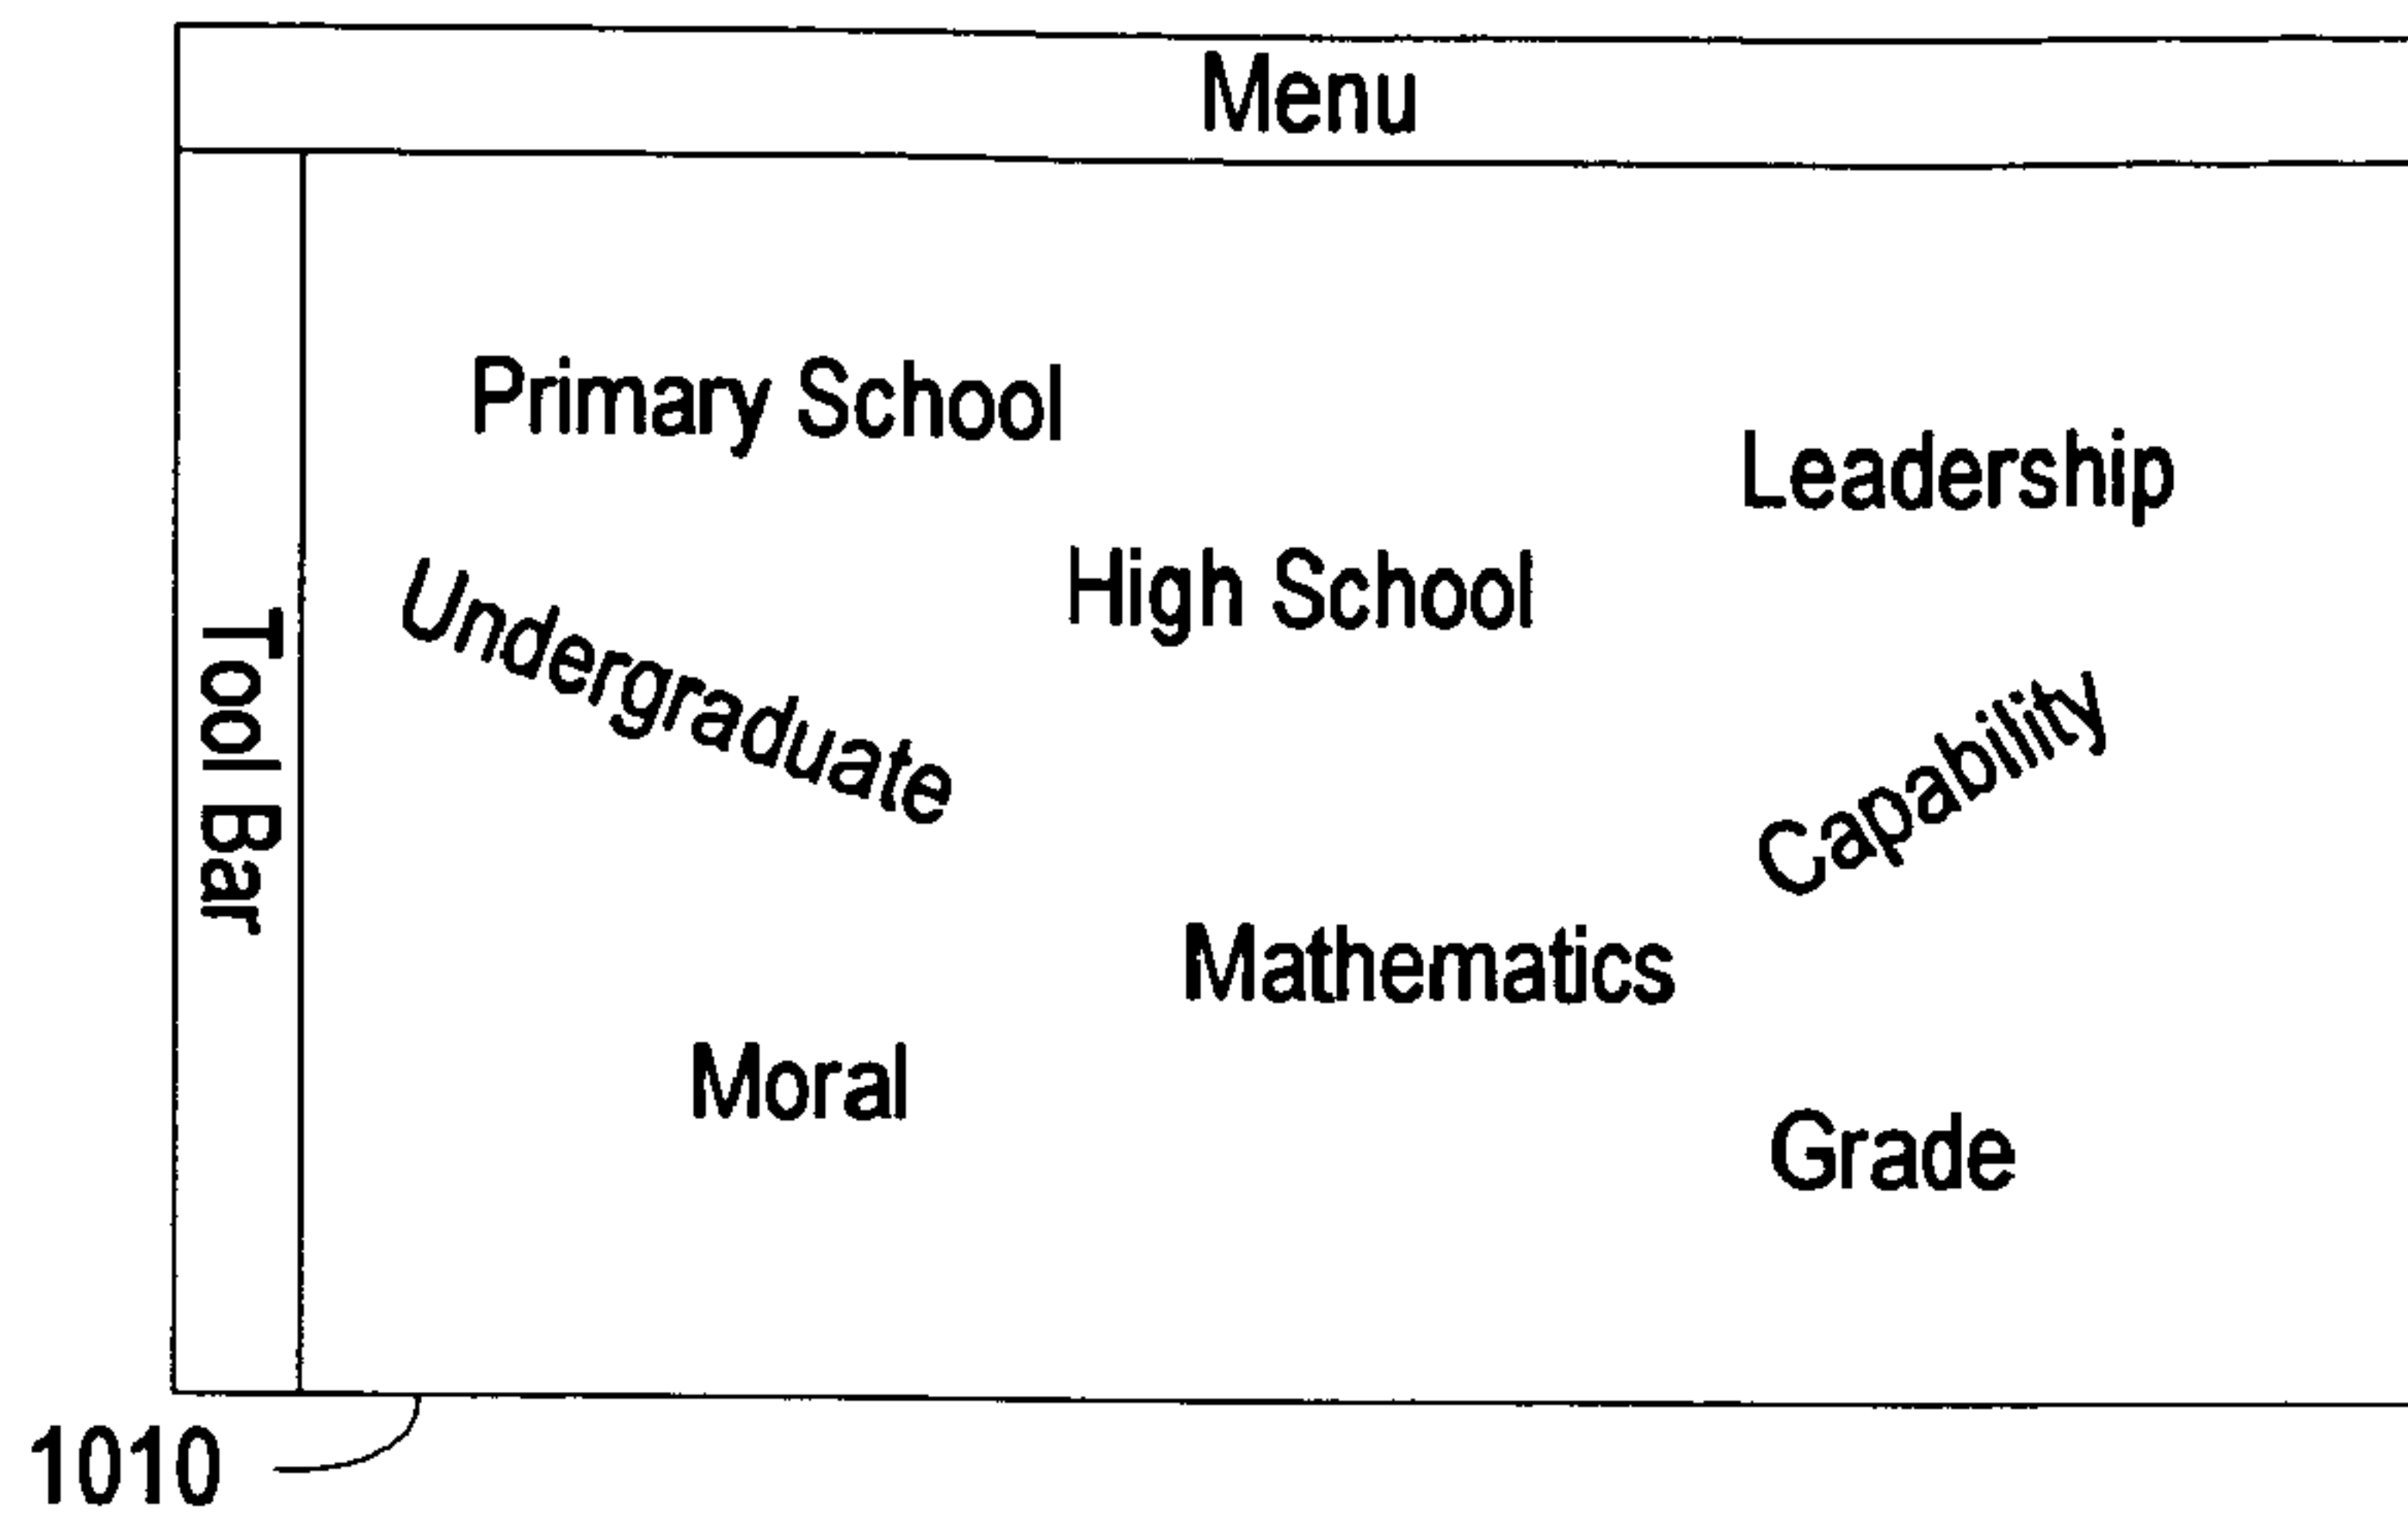 Menu
Tool Bar
Primary School
Leadership
High School
Undergraduate
Capability
Mathematics
Moral
Grade
1010